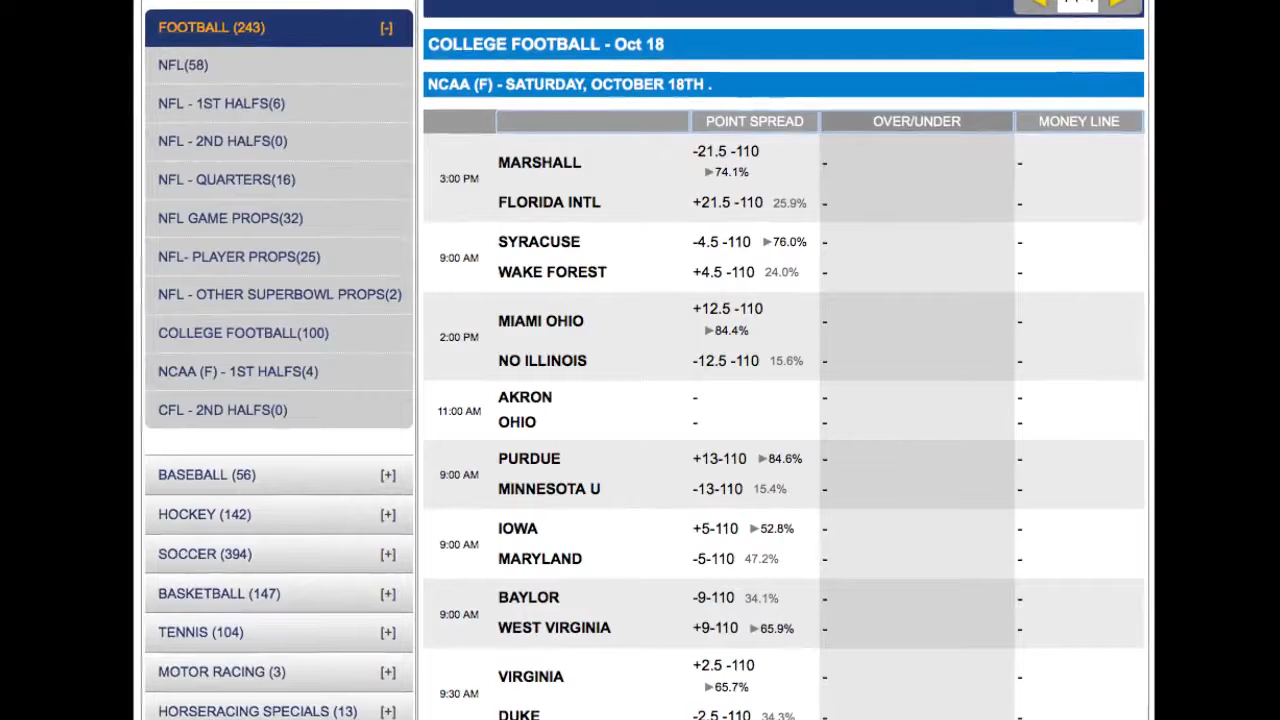 FOOTBALL (243) [-]
NFL(58)
NFL - 1ST HALFS(6)
NFL - 2ND HALFS(0)
NFL - QUARTERS(16)
NFL GAME PROPS(32)
NFL- PLAYER PROPS(25)
NFL - OTHER SUPERBOWL PROPS(2)
COLLEGE FOOTBALL(100)
NCAA (F) - 1ST HALFS(4)
CFL - 2ND HALFS(0)
BASEBALL (56) [+]
HOCKEY (142) [+]
SOCCER (394) [+]
BASKETBALL (147) [+]
TENNIS (104) [+]
MOTOR RACING (3) [+]
HORSERACING SPECIALS (13) [+]
COLLEGE FOOTBALL - Oct 18
NCAA (F) - SATURDAY, OCTOBER 18TH .
POINT SPREAD OVER/UNDER MONEY LINE
3:00 PM
MARSHALL -21.5 -110 ▶74.1% - -
FLORIDA INTL +21.5 -110 25.9% - -
9:00 AM
SYRACUSE -4.5 -110 ▶76.0% - -
WAKE FOREST +4.5 -110 24.0% - -
2:00 PM
MIAMI OHIO +12.5 -110 ▶84.4% - -
NO ILLINOIS -12.5 -110 15.6% - -
11:00 AM
AKRON - - -
OHIO - - -
9:00 AM
PURDUE +13-110 ▶84.6% - -
MINNESOTA U -13-110 15.4% - -
9:00 AM
IOWA +5-110 ▶52.8% - -
MARYLAND -5-110 47.2% - -
9:00 AM
BAYLOR -9-110 34.1% - -
WEST VIRGINIA +9-110 ▶65.9% - -
9:30 AM
VIRGINIA +2.5 -110 ▶65.7% - -
DUKE -2.5 -110 34.3% - -